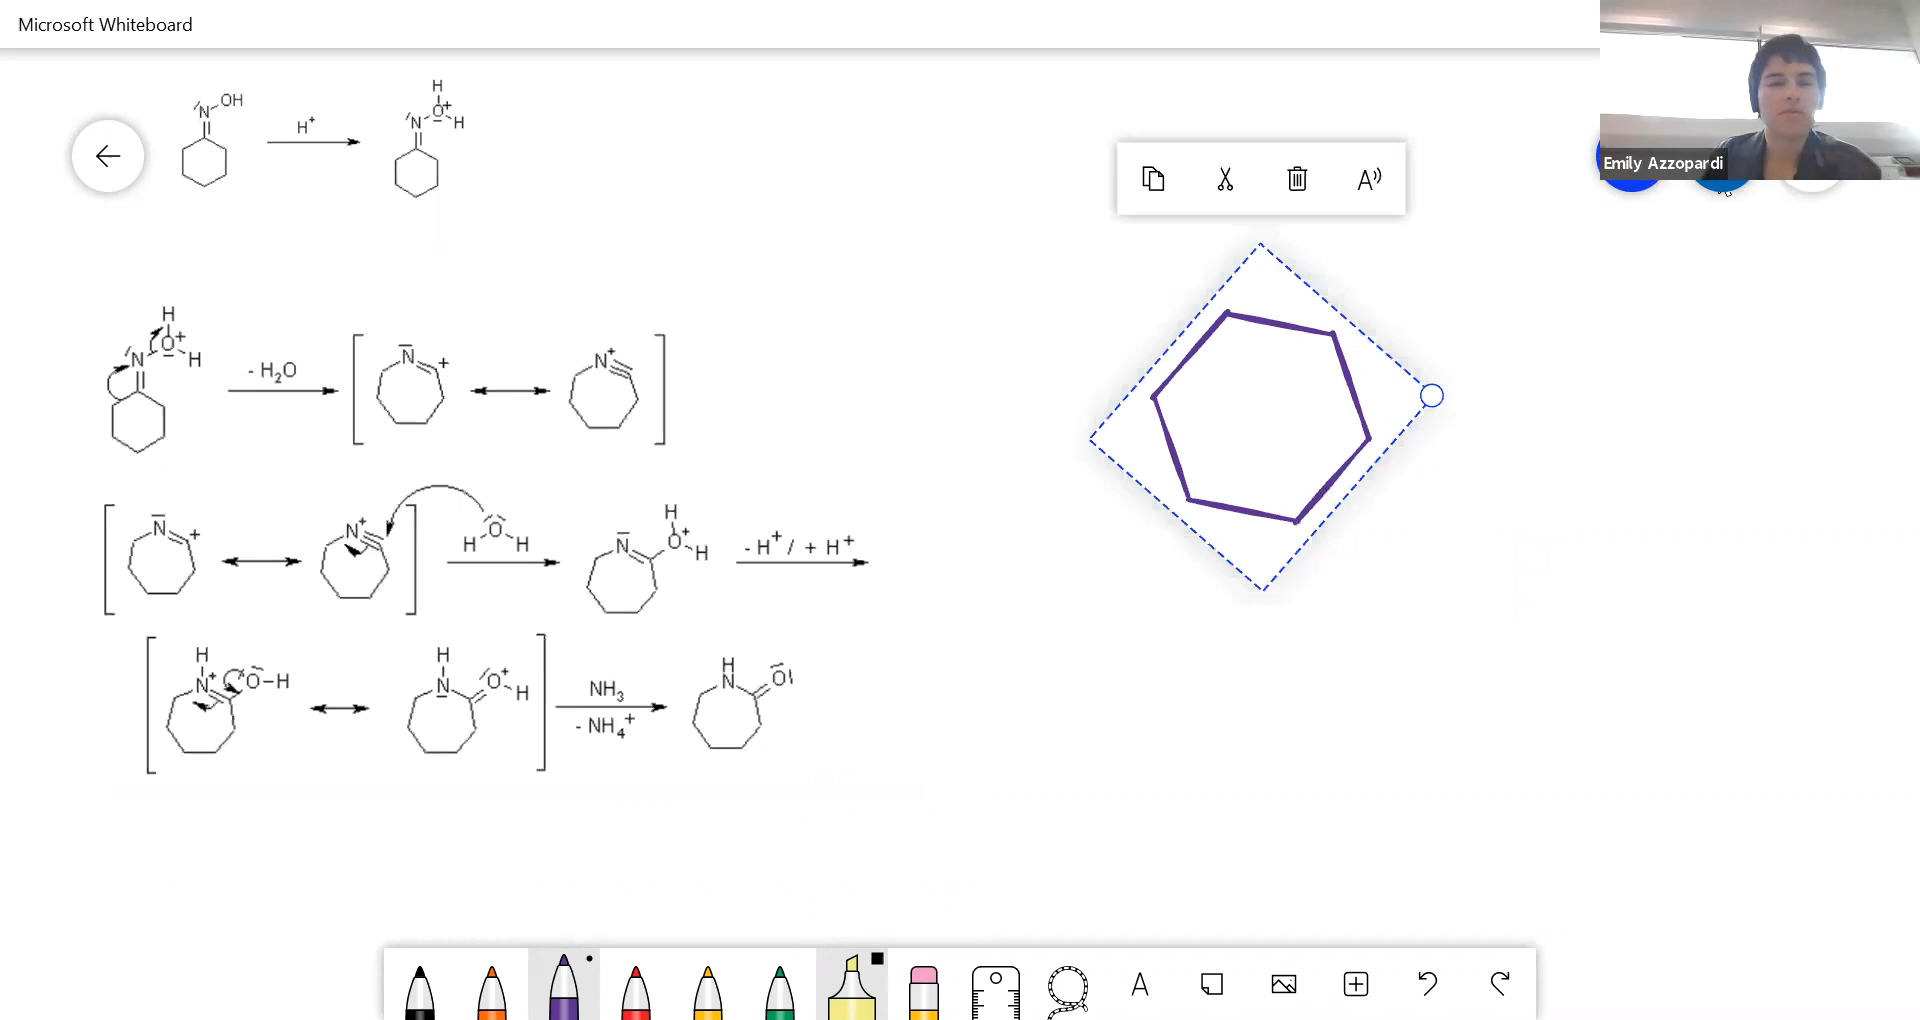 Microsoft Whiteboard
Emily Azzopardi
N OH
H+
H
N O+ H
H
N O+ H
- H2O
N +
N+
N +
N+
H O H
H
N O+ H
- H+ / + H+
H
N+ O-H
H
N O+ H
NH3
- NH4+
H
N O
A
A